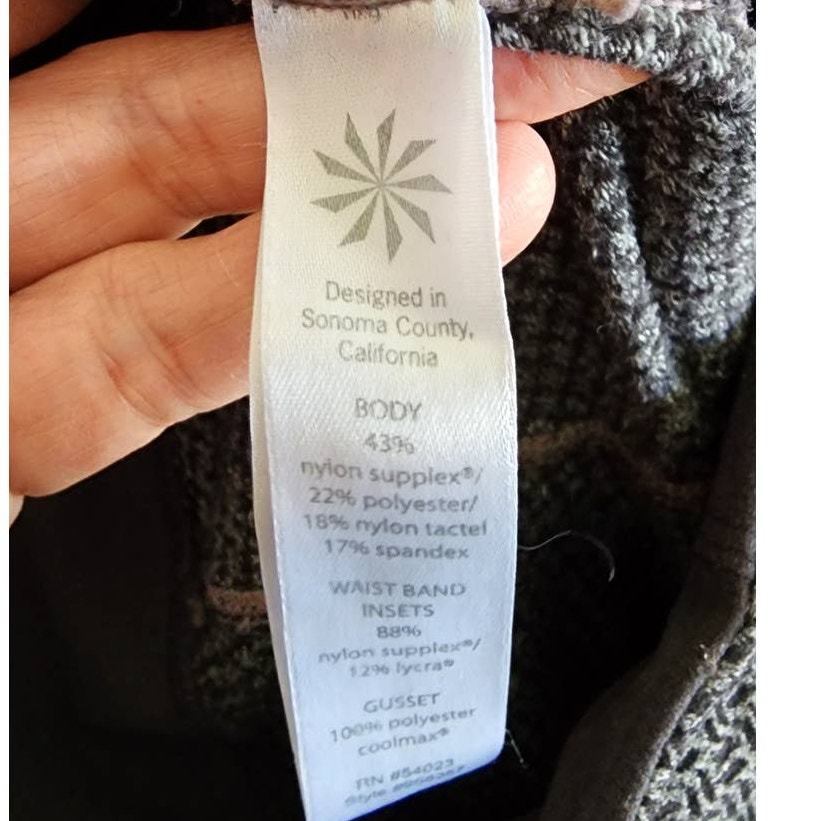 Designed in
Sonoma County,
California
BODY
43%
nylon supplex®/
22% polyester/
18% nylon tactel
17% spandex
WAIST BAND
INSETS
88%
nylon supplex®/
12% lycra®
GUSSET
100% polyester
coolmax®
RN #54023
Style